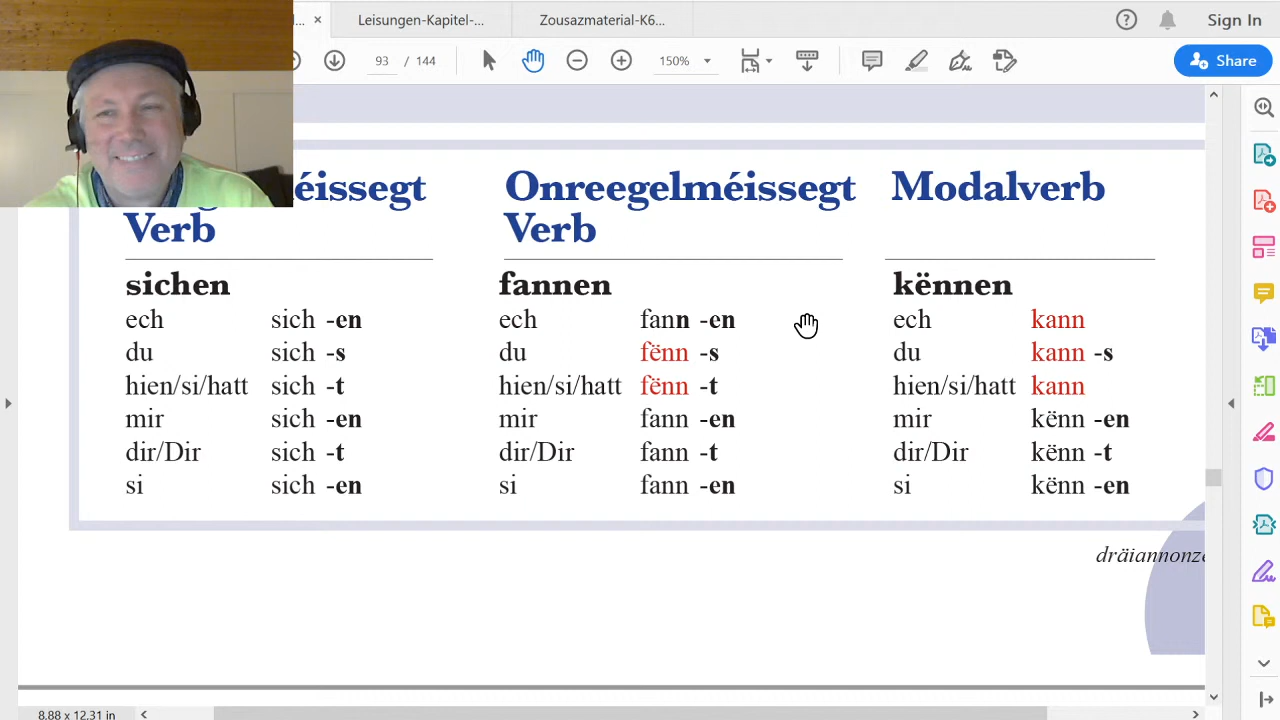 Leisungen-Kapitel-...
Zousazmaterial-K6...
Sign In
93 / 144
150%
Share
éissegt
Verb
Onreegelméissegt
Verb
Modalverb
sichen
ech sich -en
du sich -s
hien/si/hatt sich -t
mir sich -en
dir/Dir sich -t
si sich -en
fannen
ech fann -en
du fënn -s
hien/si/hatt fënn -t
mir fann -en
dir/Dir fann -t
si fann -en
kënnen
ech kann
du kann -s
hien/si/hatt kann
mir kënn -en
dir/Dir kënn -t
si kënn -en
dräiannonze
8.88 x 12.31 in